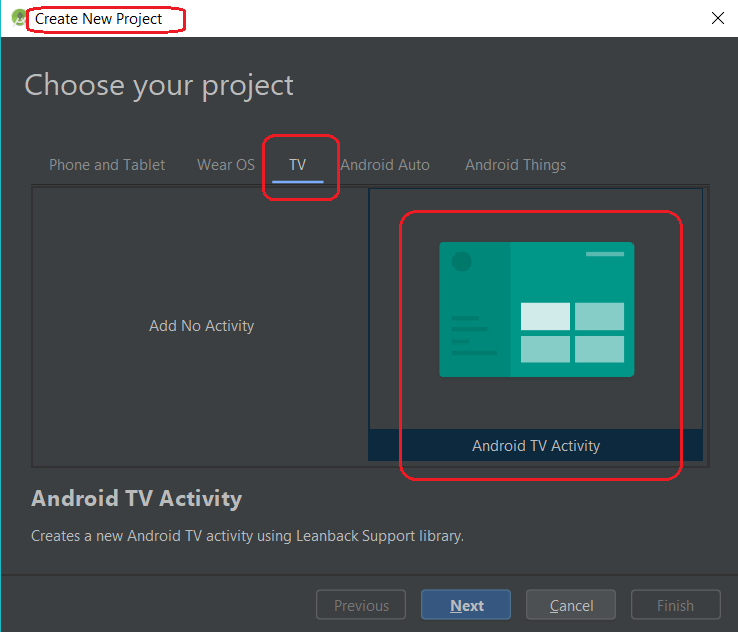 Create New Project
Choose your project
Phone and Tablet Wear OS TV Android Auto Android Things
Add No Activity
Android TV Activity
Android TV Activity
Creates a new Android TV activity using Leanback Support library.
Previous Next Cancel Finish